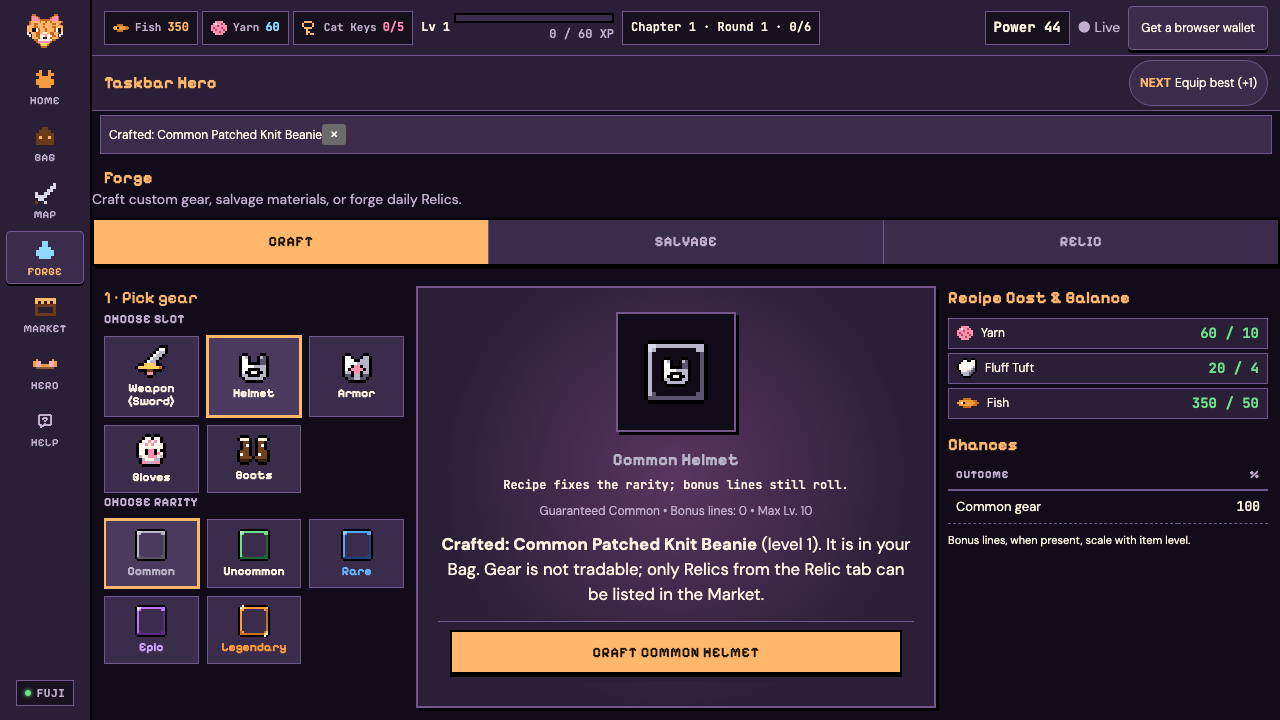 Fish 350
Yarn 60
Cat Keys 0/5
Lv 1
0 / 60 XP
Chapter 1 · Round 1 · 0/6
Power 44
Live
Get a browser wallet
HOME
BAG
MAP
FORGE
MARKET
HERO
HELP
FUJI
Taskbar Hero
NEXT Equip best (+1)
Crafted: Common Patched Knit Beanie ×
Forge
Craft custom gear, salvage materials, or forge daily Relics.
CRAFT
SALVAGE
RELIC
1 · Pick gear
CHOOSE SLOT
Weapon
(Sword)
Helmet
Armor
Gloves
Boots
CHOOSE RARITY
Common
Uncommon
Rare
Epic
Legendary
Common Helmet
Recipe fixes the rarity; bonus lines still roll.
Guaranteed Common • Bonus lines: 0 • Max Lv. 10
Crafted: Common Patched Knit Beanie (level 1). It is in your
Bag. Gear is not tradable; only Relics from the Relic tab can
be listed in the Market.
CRAFT COMMON HELMET
Recipe Cost & Balance
Yarn 60 / 10
Fluff Tuft 20 / 4
Fish 350 / 50
Chances
OUTCOME %
Common gear 100
Bonus lines, when present, scale with item level.